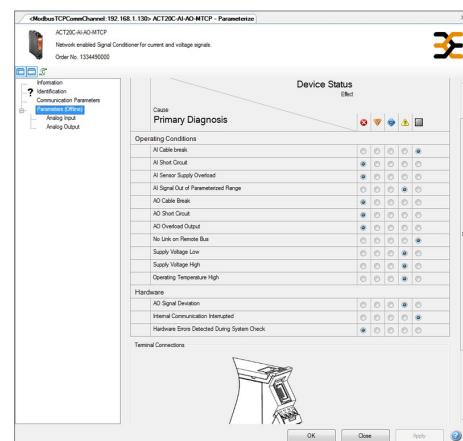 <ModbusTCPCommChannel:192.168.1.130> ACT20C-AI-AO-MTCP - Parameterize
ACT20C-AI-AO-MTCP
Network enabled Signal Conditioner for current and voltage signals.
Order No. 1334490000
Information
Identification
Communication Parameters
Parameters (Offline)
Analog Input
Analog Output
Device Status
Effect
Cause
Primary Diagnosis
Operating Conditions
AI Cable break
AI Short Circuit
AI Sensor Supply Overload
AI Signal Out of Parameterized Range
AO Cable Break
AO Short Circuit
AO Overload Output
No Link on Remote Bus
Supply Voltage Low
Supply Voltage High
Operating Temperature High
Hardware
AO Signal Deviation
Internal Communication Interrupted
Hardware Errors Detected During System Check
Terminal Connections
OK Close Apply